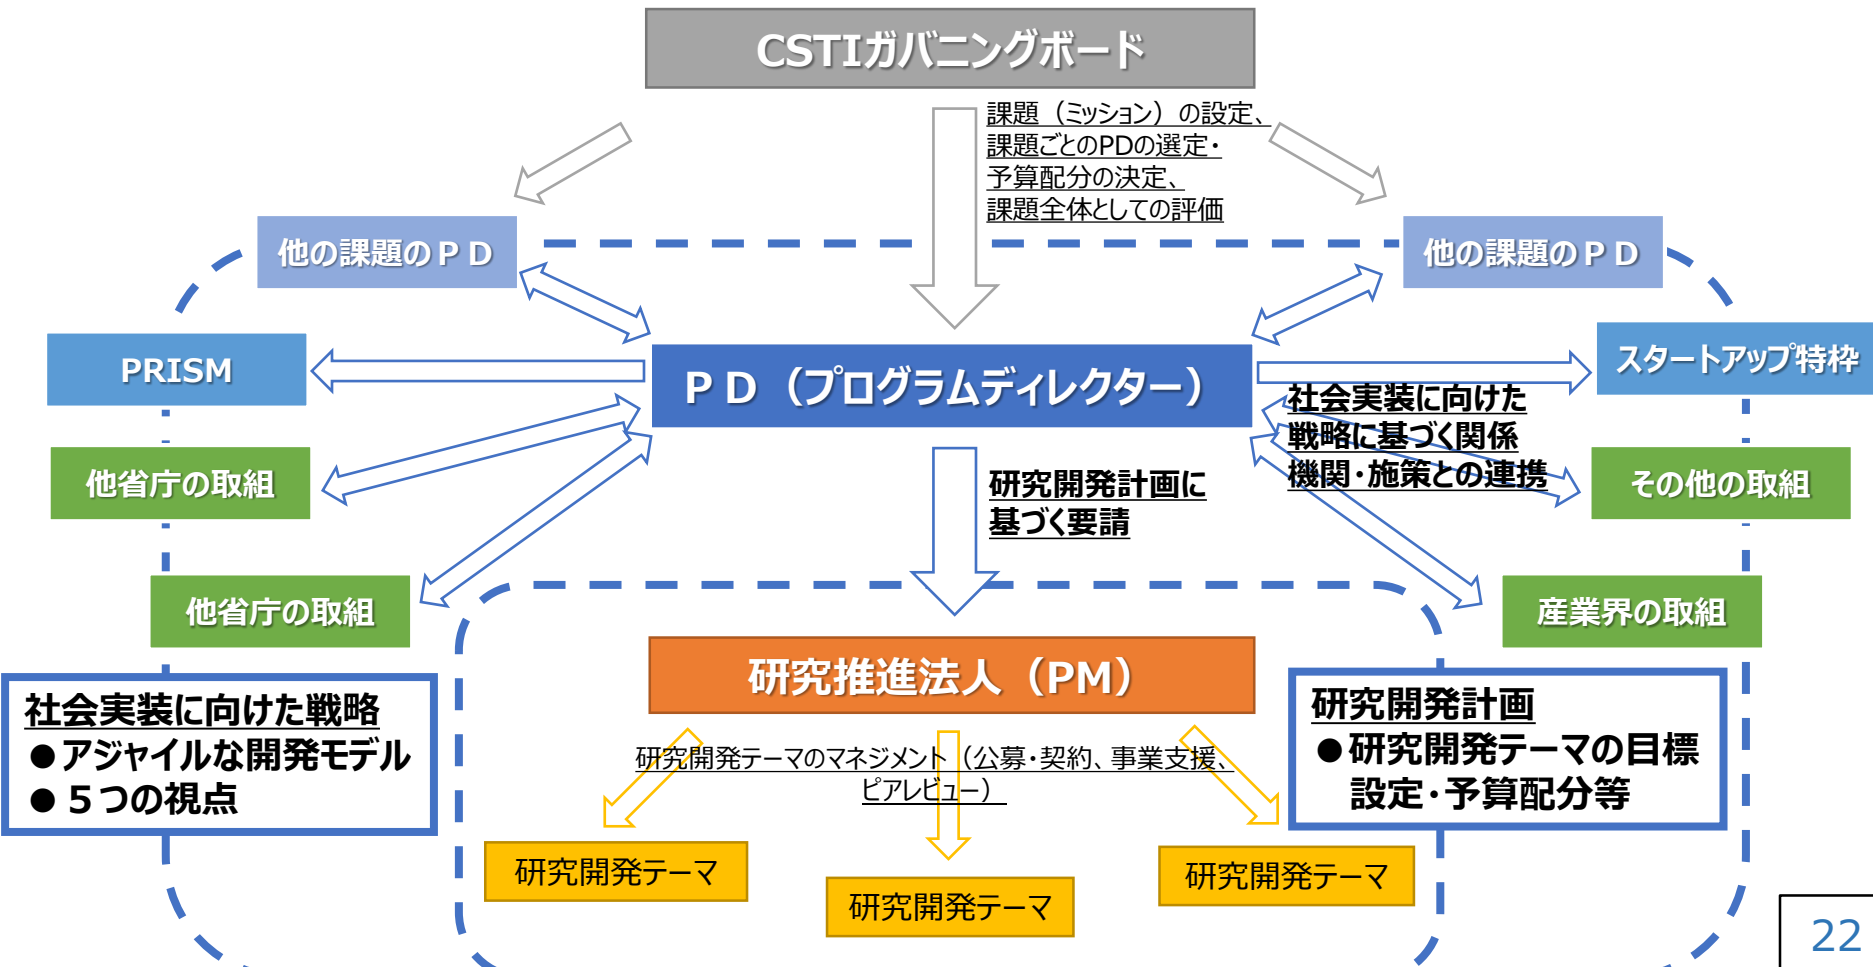 CSTIガバニングボード
課題（ミッション）の設定、
課題ごとのPDの選定・
予算配分の決定、
課題全体としての評価
他の課題のＰＤ
他の課題のＰＤ
PRISM
ＰＤ（プログラムディレクター）
スタートアップ特枠
社会実装に向けた
戦略に基づく関係
機関・施策との連携
他省庁の取組
研究開発計画に
基づく要請
その他の取組
他省庁の取組
産業界の取組
研究推進法人（PM）
社会実装に向けた戦略
●アジャイルな開発モデル
●５つの視点
研究開発計画
●研究開発テーマの目標
設定・予算配分等
研究開発テーマのマネジメント（公募・契約、事業支援、
ピアレビュー）
研究開発テーマ
研究開発テーマ
研究開発テーマ
22